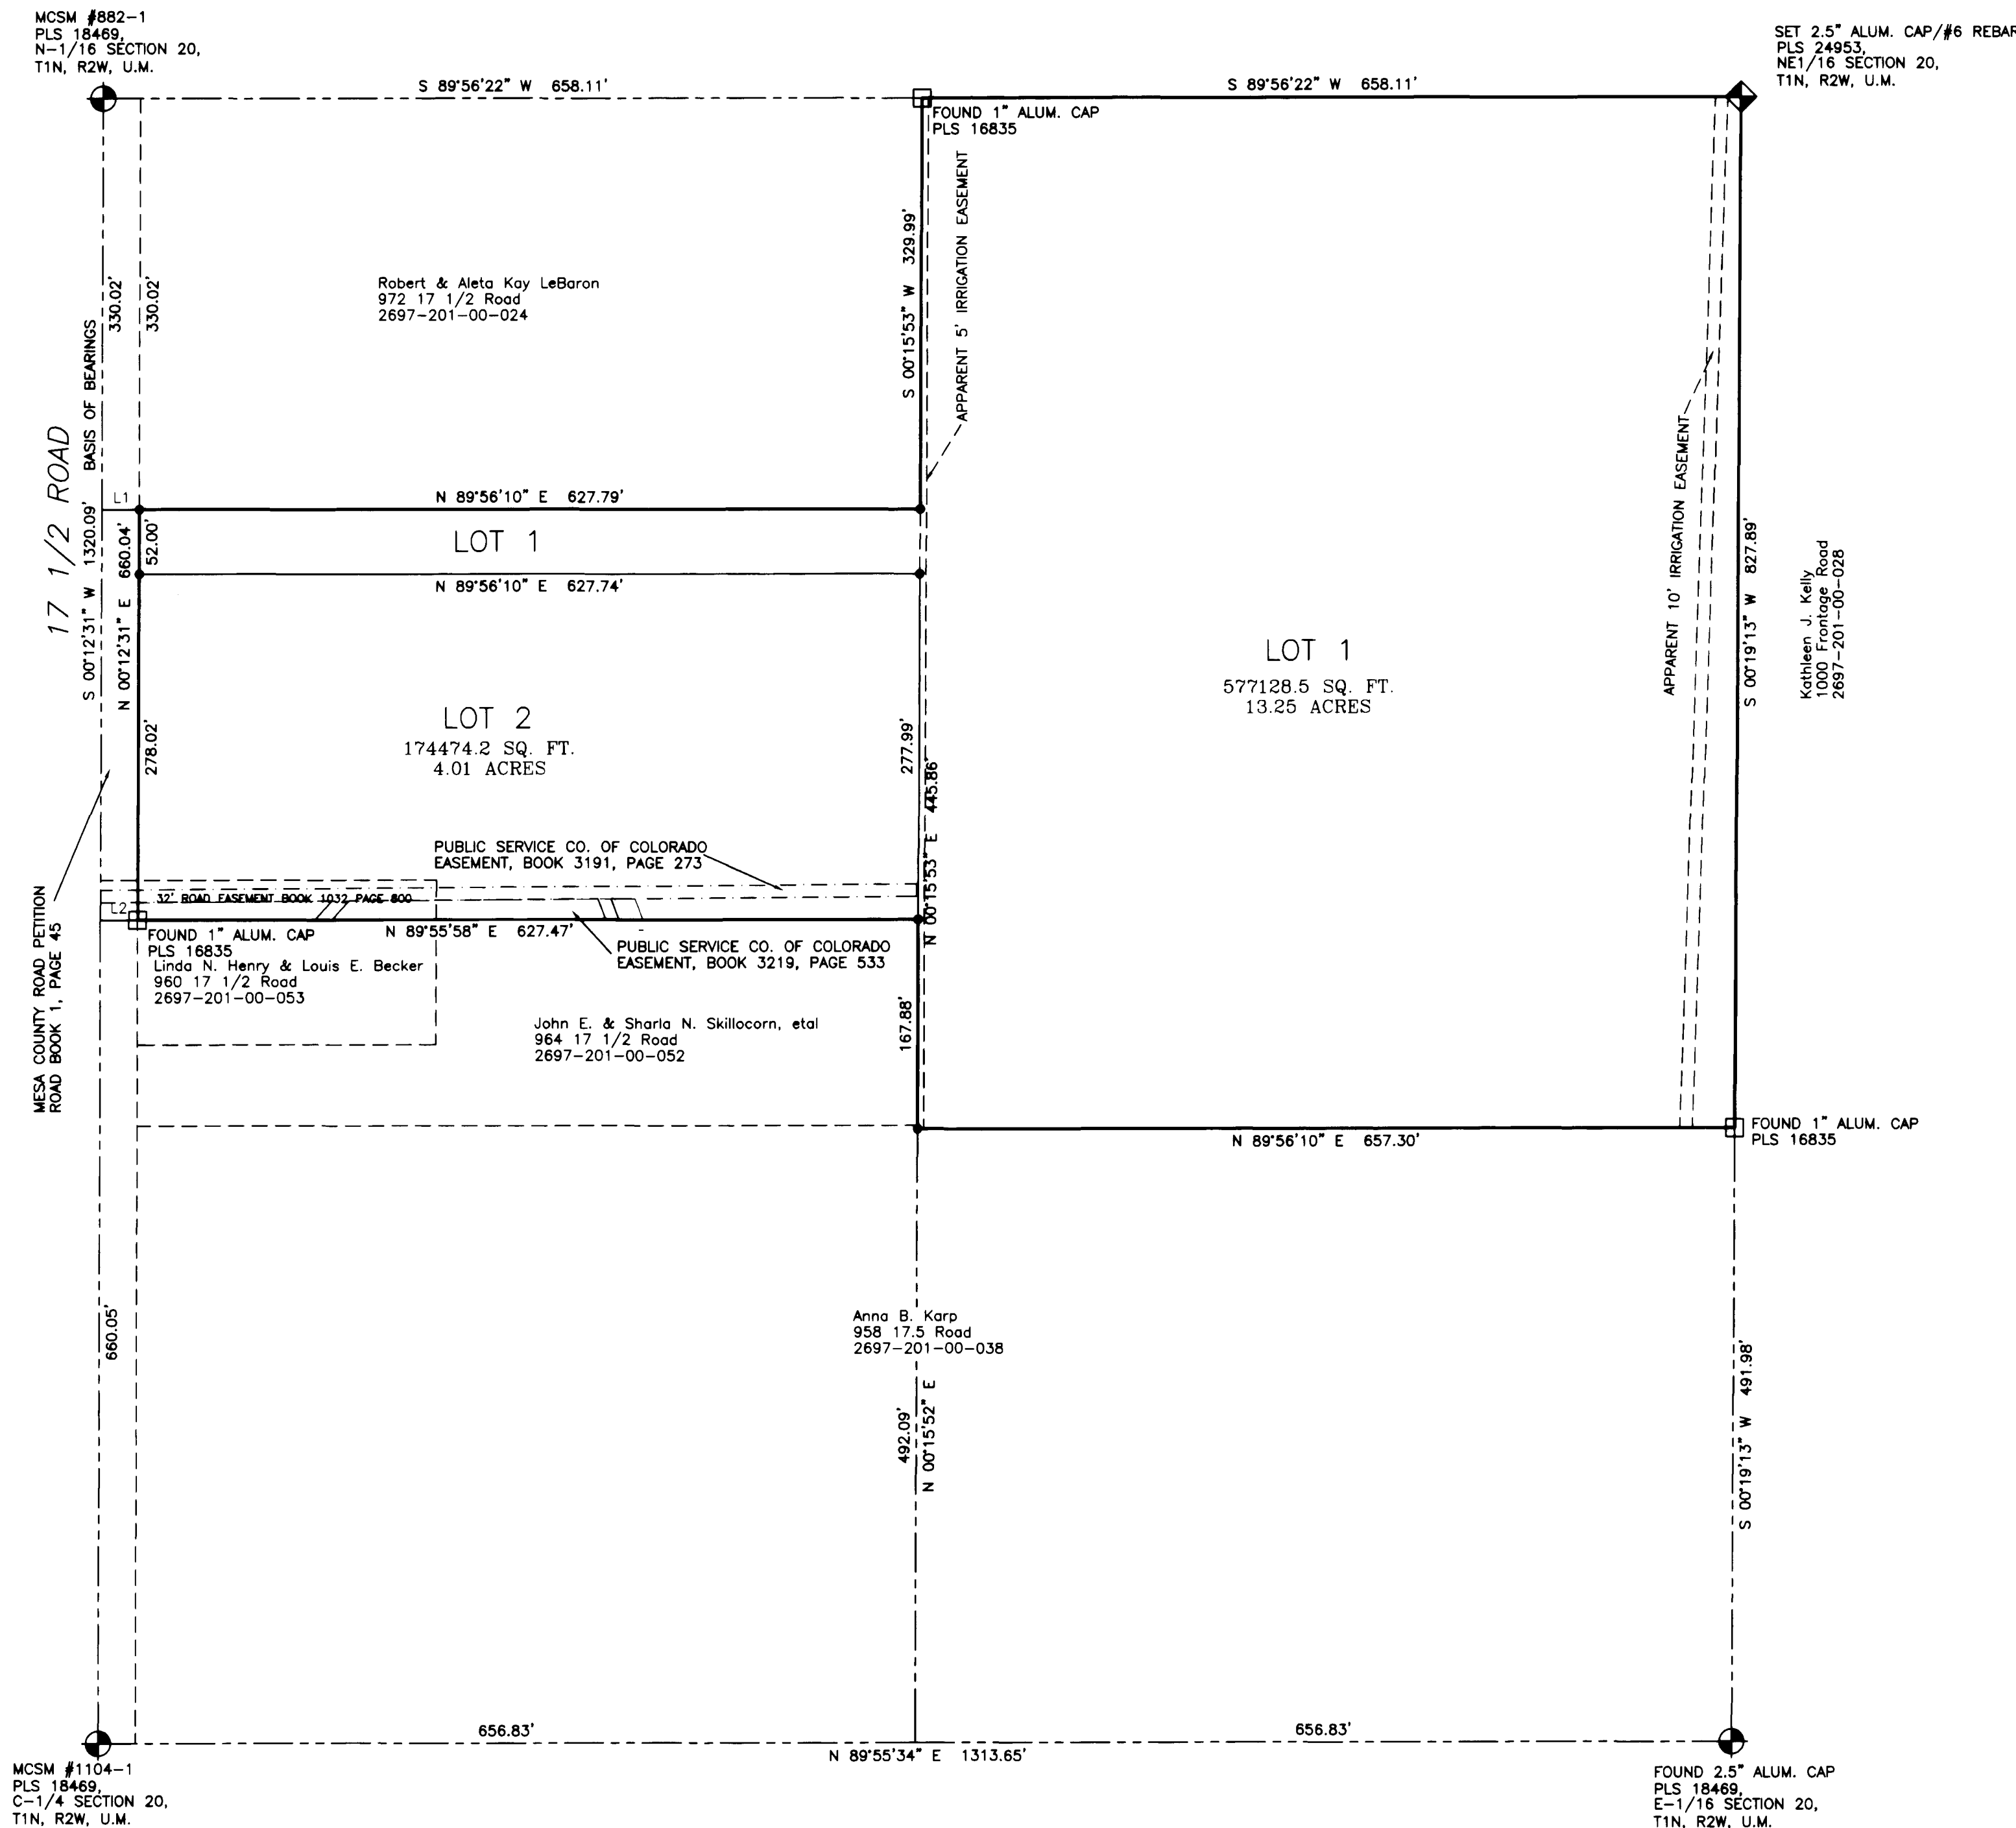 MCSM #882-1
PLS 18469,
N-1/16 SECTION 20,
T1N, R2W, U.M.
S 89°56'22" W 658.11'
S 89°56'22" W 658.11'
SET 2.5" ALUM. CAP/#6 REBAR
PLS 24953,
NE1/16 SECTION 20,
T1N, R2W, U.M.
FOUND 1" ALUM. CAP
PLS 16835
APPARENT 5' IRRIGATION EASEMENT
S 00°15'53" W 329.99'
Robert & Aleta Kay LeBaron
972 17 1/2 Road
2697-201-00-024
330.02'
330.02'
17 1/2 ROAD
S 00°12'31" W 1320.09' BASIS OF BEARINGS
N 00°12'31" E 660.04'
L1
52.00'
N 89°56'10" E 627.79'
LOT 1
N 89°56'10" E 627.74'
278.02'
LOT 2
174474.2 SQ. FT.
4.01 ACRES
277.99'
N 00°15'53" E 445.86'
LOT 1
577128.5 SQ. FT.
13.25 ACRES
APPARENT 10' IRRIGATION EASEMENT
S 00°19'13" W 827.89'
Kathleen J. Kelly
1000 Frontage Road
2697-201-00-028
PUBLIC SERVICE CO. OF COLORADO
EASEMENT, BOOK 3191, PAGE 273
32' ROAD EASEMENT BOOK 1032 PAGE 800
L2
MESA COUNTY ROAD PETITION
ROAD BOOK 1, PAGE 45
FOUND 1" ALUM. CAP
PLS 16835
N 89°55'58" E 627.47'
PUBLIC SERVICE CO. OF COLORADO
EASEMENT, BOOK 3219, PAGE 533
Linda N. Henry & Louis E. Becker
960 17 1/2 Road
2697-201-00-053
John E. & Sharla N. Skillocorn, etal
964 17 1/2 Road
2697-201-00-052
167.88'
N 89°56'10" E 657.30'
FOUND 1" ALUM. CAP
PLS 16835
660.05'
Anna B. Karp
958 17.5 Road
2697-201-00-038
492.09'
N 00°15'52" E
S 00°19'13" W 491.98'
656.83'
656.83'
N 89°55'34" E 1313.65'
MCSM #1104-1
PLS 18469,
C-1/4 SECTION 20,
T1N, R2W, U.M.
FOUND 2.5" ALUM. CAP
PLS 18469,
E-1/16 SECTION 20,
T1N, R2W, U.M.